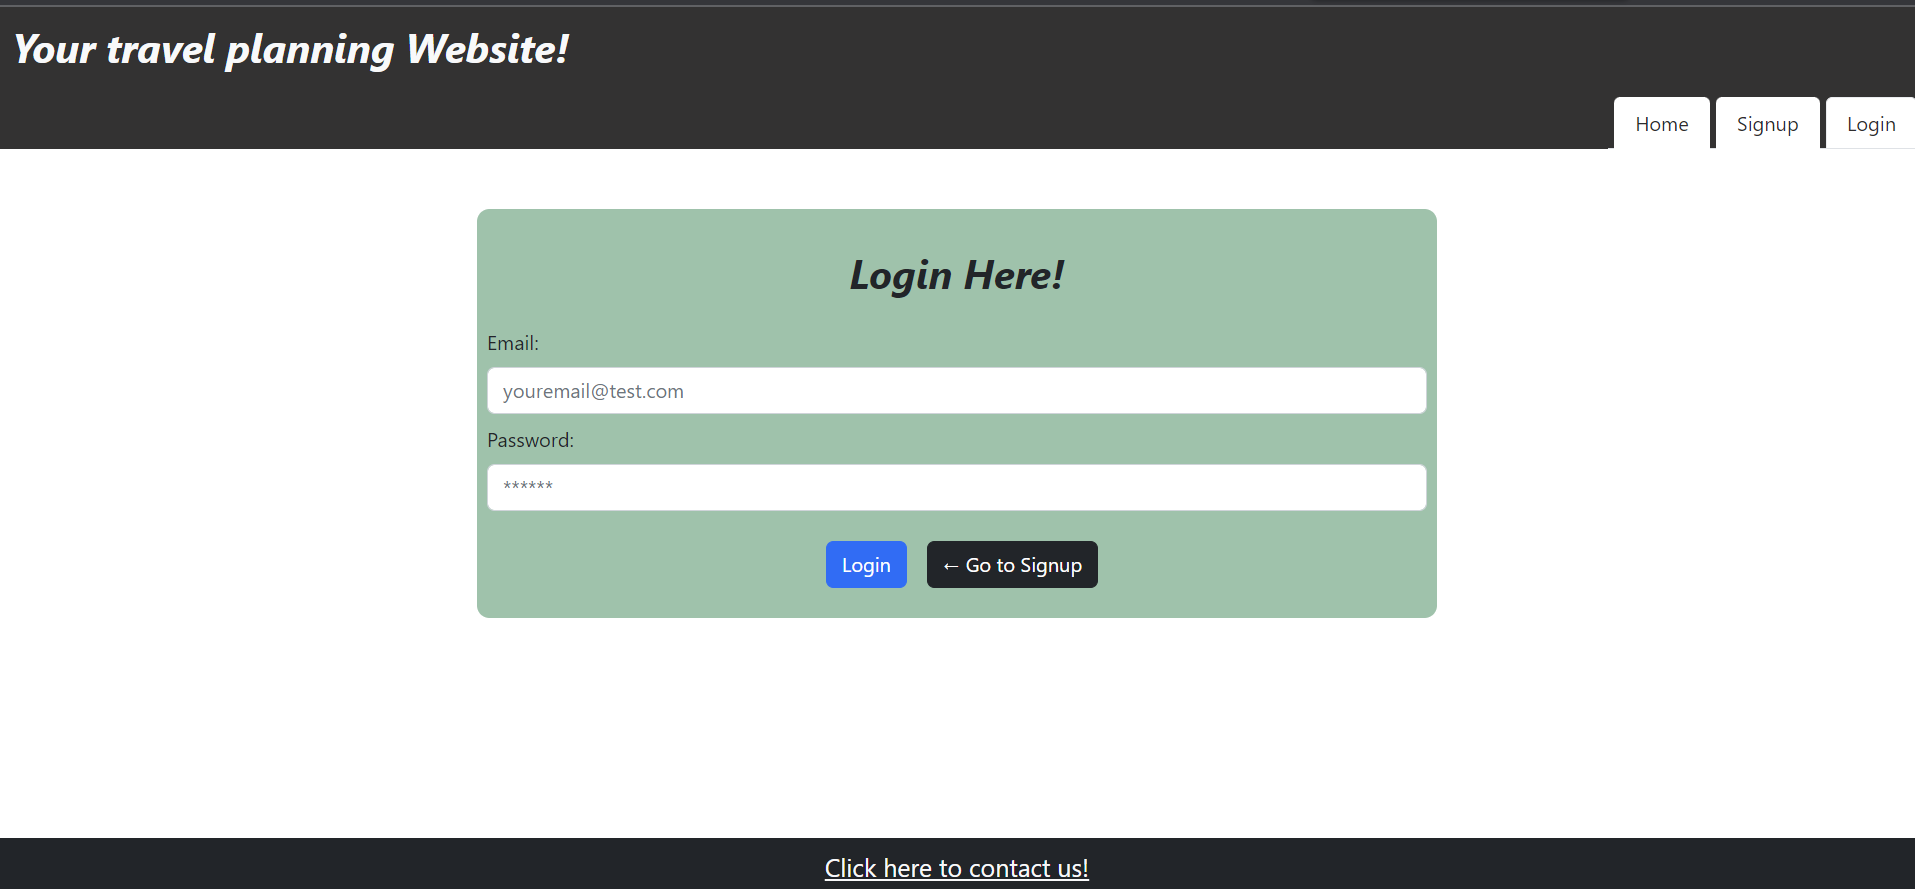 Your travel planning Website!
Home Signup Login
Login Here!
Email:
youremail@test.com
Password:
******
Login ← Go to Signup
Click here to contact us!